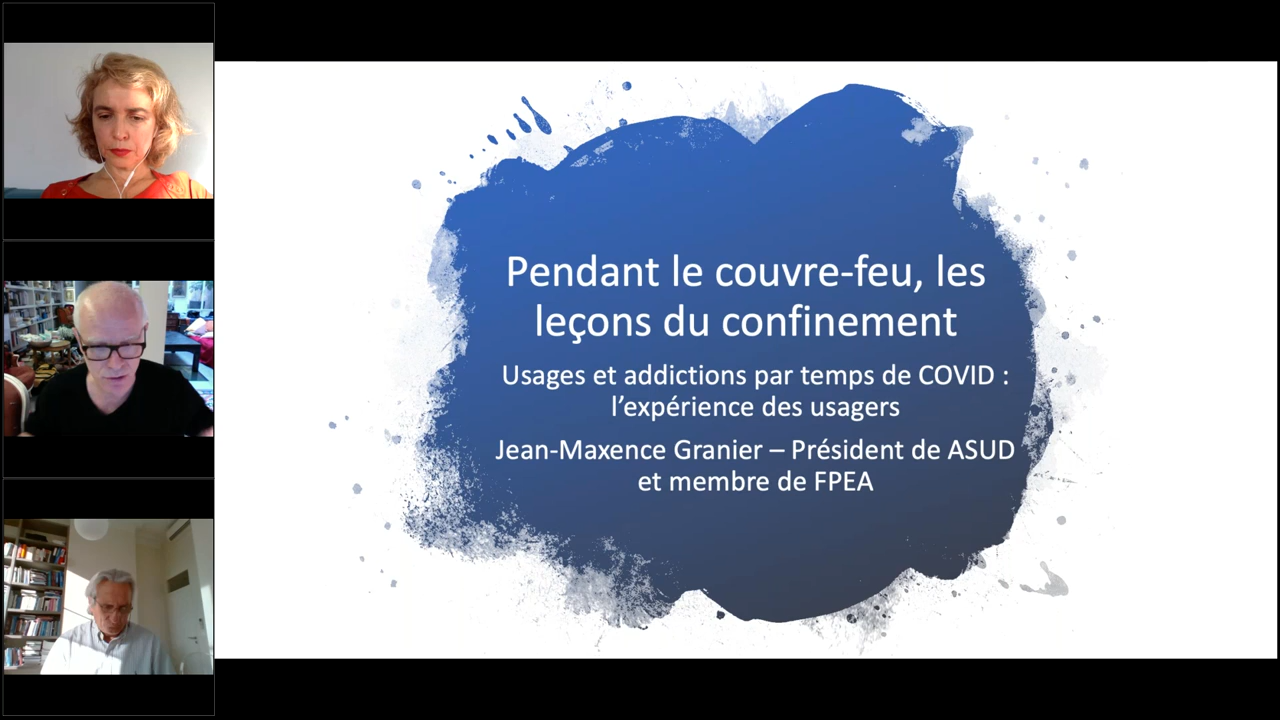 Pendant le couvre-feu, les
leçons du confinement
Usages et addictions par temps de COVID :
l’expérience des usagers
Jean-Maxence Granier – Président de ASUD
et membre de FPEA